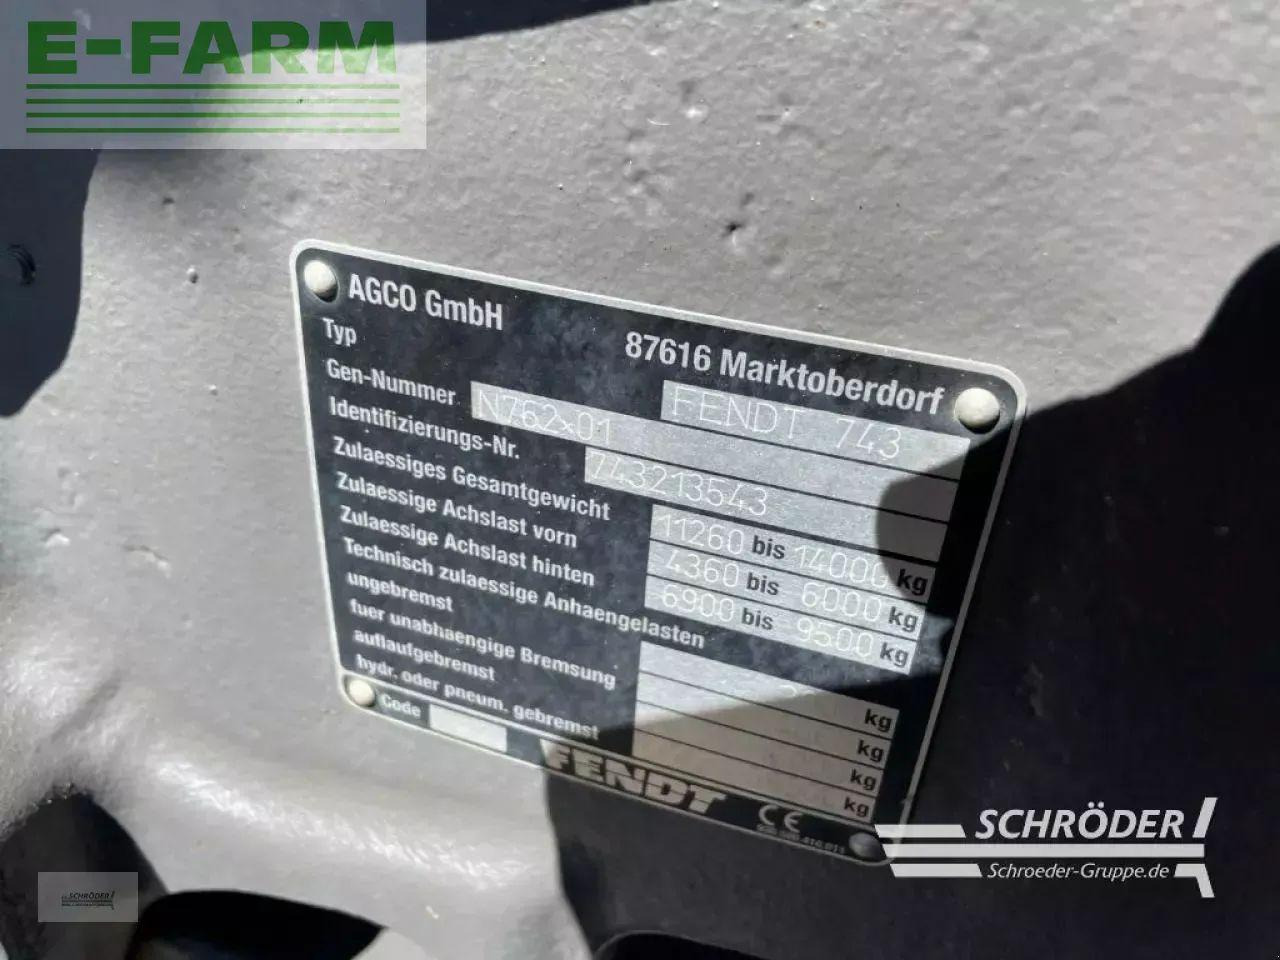 E-FARM
AGCO GmbH
87616 Marktoberdorf
Typ FENDT 743
Gen-Nummer N762x01
Identifizierungs-Nr. 743213543
Zulaessiges Gesamtgewicht 11260 bis 14000 kg
Zulaessige Achslast vorn 4360 bis 6000 kg
Zulaessige Achslast hinten 6900 bis 9500 kg
Technisch zulaessige Anhaengelasten
ungebremst kg
fuer unabhaengige Bremsung kg
auflaufgebremst kg
hydr. oder pneum. gebremst kg
Code
FENDT CE
SCHRÖDER
Schroeder-Gruppe.de
SCHRÖDER